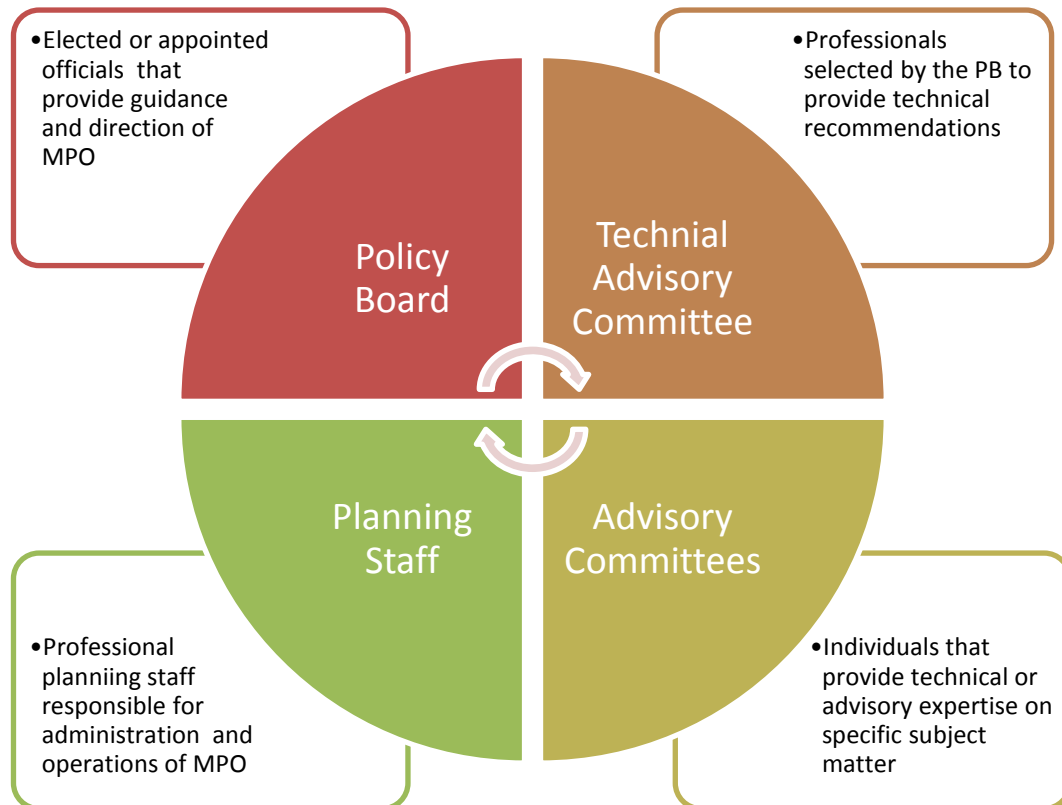 •Elected or appointed
officials that
provide guidance
and direction of
MPO
•Professionals
selected by the PB to
provide technical
recommendations
Policy
Board
Technial
Advisory
Committee
Planning
Staff
Advisory
Committees
•Professional
planniing staff
responsible for
administration and
operations of MPO
•Individuals that
provide technical or
advisory expertise on
specific subject
matter